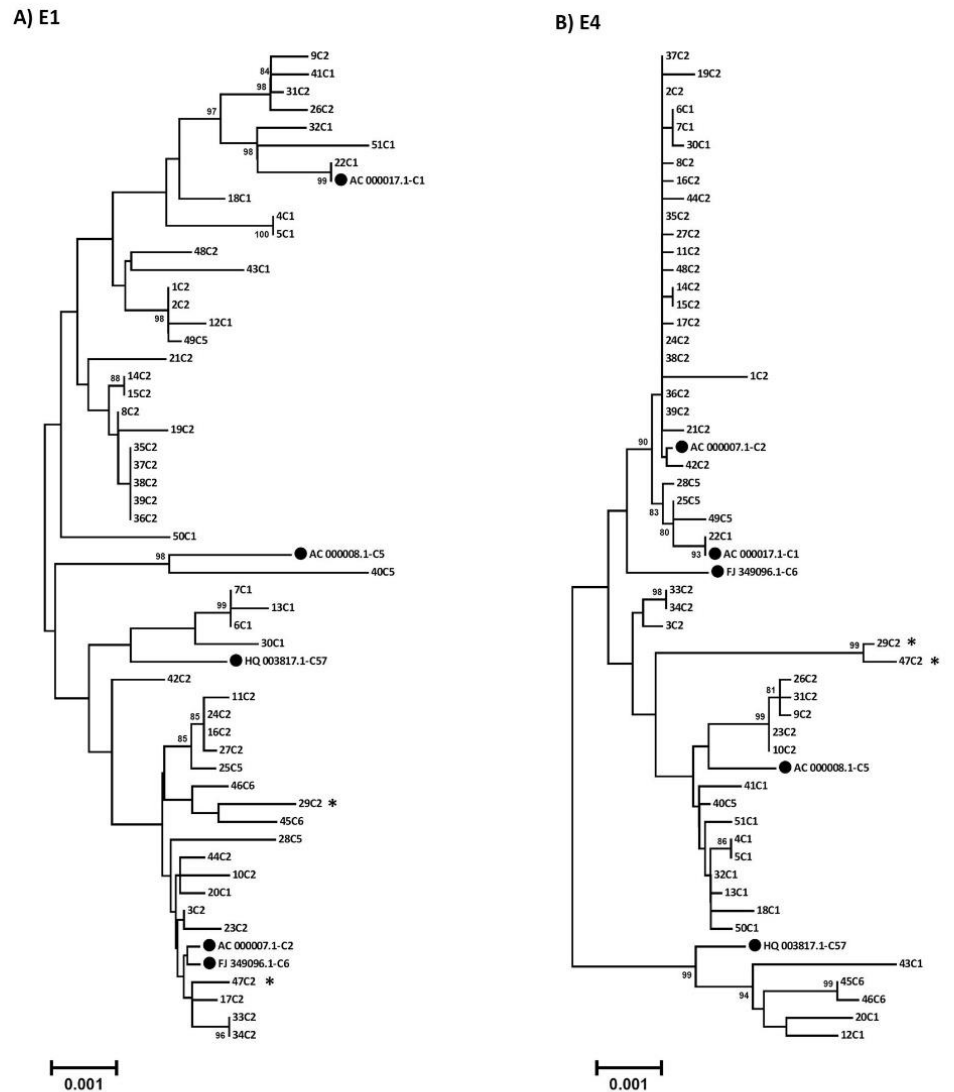 A) E1
9C2
84
41C1
98
31C2
97
26C2
32C1
98
51C1
22C1
99
AC 000017.1-C1
18C1
4C1
100
5C1
48C2
43C1
1C2
2C2
98
12C1
49C5
21C2
88
14C2
15C2
8C2
19C2
35C2
37C2
38C2
39C2
36C2
50C1
98
AC 000008.1-C5
40C5
7C1
99
13C1
6C1
30C1
HQ 003817.1-C57
42C2
11C2
85
24C2
16C2
85
27C2
25C5
46C6
29C2 *
45C6
28C5
44C2
10C2
20C1
3C2
23C2
AC 000007.1-C2
FJ 349096.1-C6
47C2 *
17C2
33C2
96
34C2
0.001
B) E4
37C2
19C2
2C2
6C1
7C1
30C1
8C2
16C2
44C2
35C2
27C2
11C2
48C2
14C2
15C2
17C2
24C2
38C2
1C2
36C2
39C2
21C2
90
AC 000007.1-C2
42C2
28C5
83
25C5
49C5
80
22C1
93
AC 000017.1-C1
FJ 349096.1-C6
98
33C2
34C2
3C2
99
29C2 *
47C2 *
26C2
81
31C2
99
9C2
23C2
10C2
AC 000008.1-C5
41C1
40C5
51C1
86
4C1
5C1
32C1
13C1
18C1
50C1
HQ 003817.1-C57
99
43C1
94
99
45C6
46C6
20C1
12C1
0.001